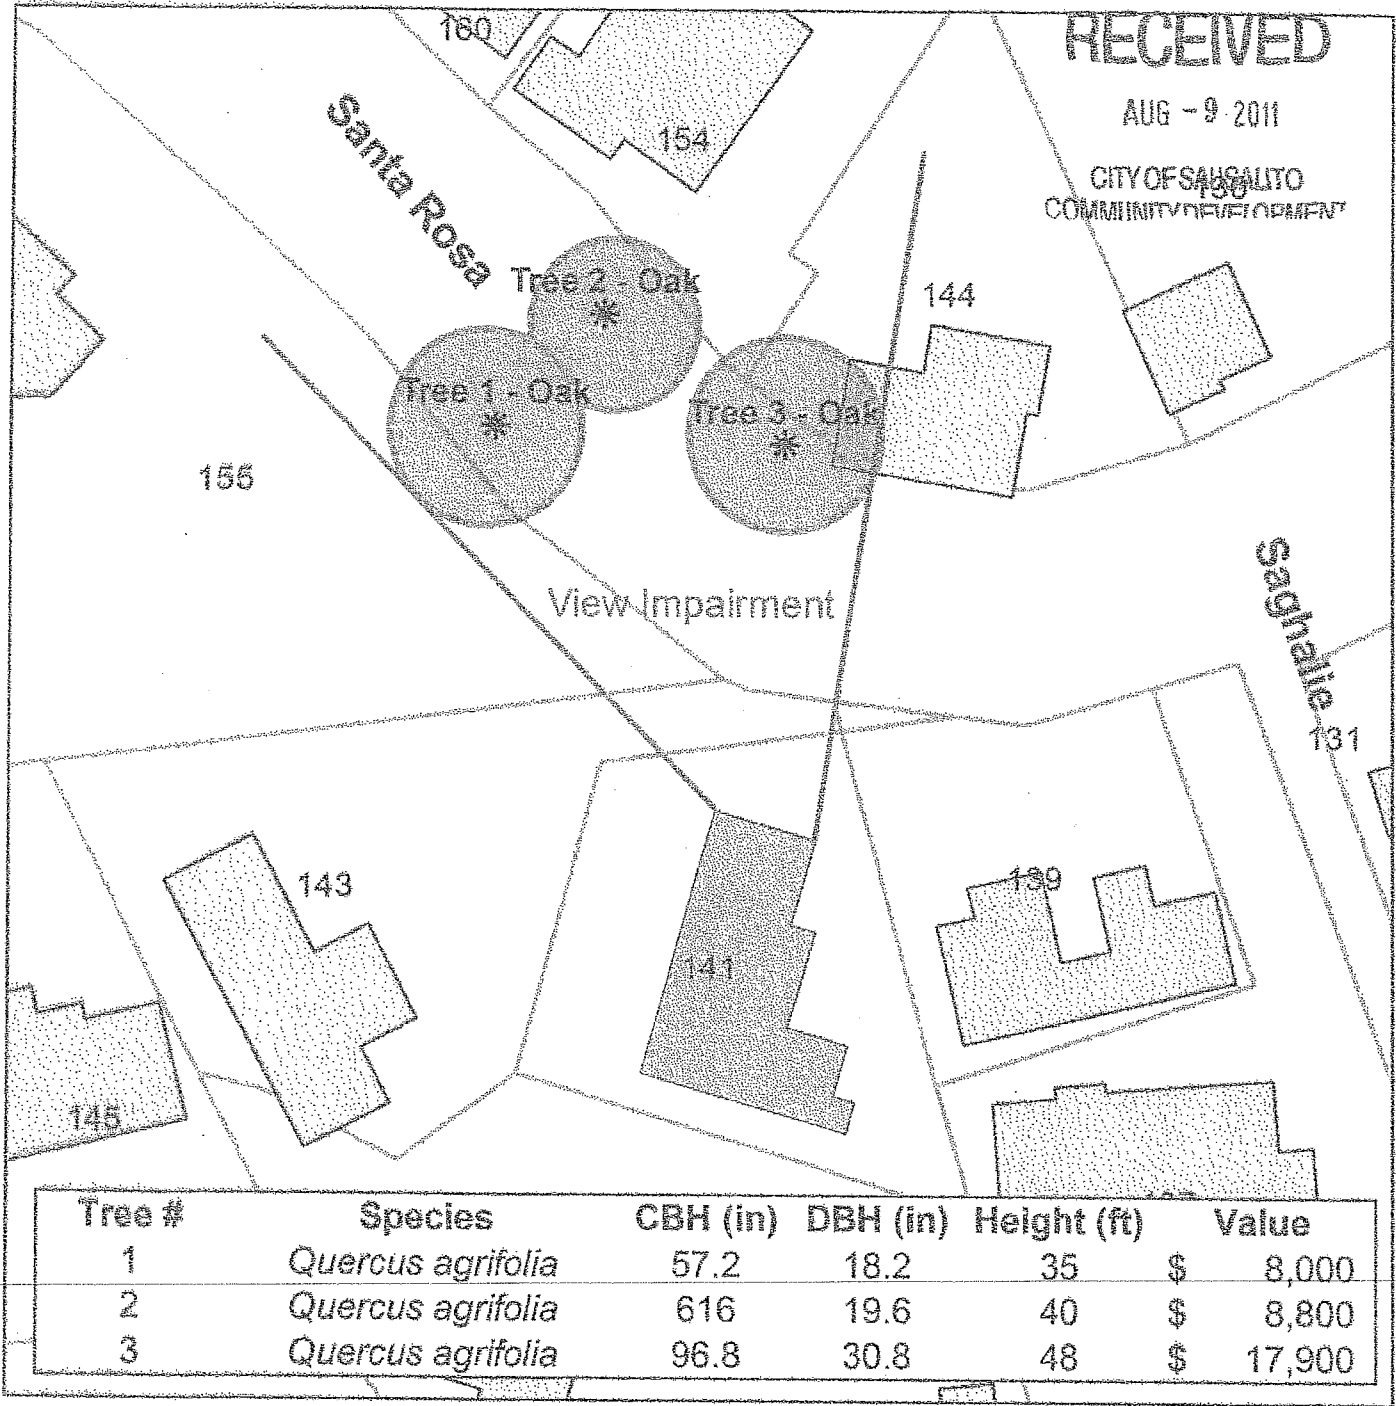 160
RECEIVED
AUG - 9 2011
CITY OF SAUSALITO
COMMUNITY DEVELOPMENT
Santa Rosa
154
Tree 2 - Oak
144
Tree 1 - Oak
Tree 3 - Oak
155
View Impairment
Saghalie
131
143
139
141
145
Tree # Species CBH (in) DBH (in) Height (ft) Value
1 Quercus agrifolia 57.2 18.2 35 $ 8,000
2 Quercus agrifolia 616 19.6 40 $ 8,800
3 Quercus agrifolia 96.8 30.8 48 $ 17,900